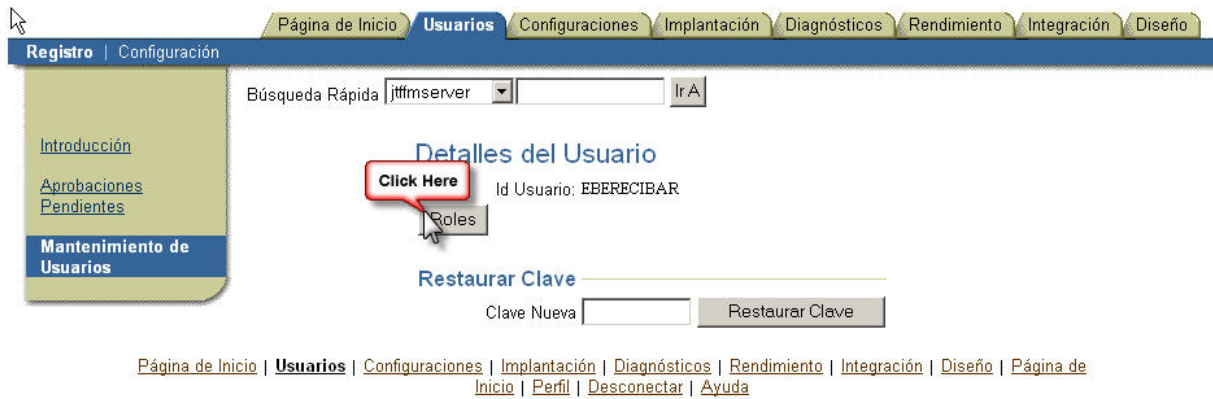 Página de Inicio Usuarios Configuraciones Implantación Diagnósticos Rendimiento Integración Diseño
Registro | Configuración
Búsqueda Rápida jtffmserver Ir A
Introducción
Aprobaciones
Pendientes
Mantenimiento de
Usuarios
Detalles del Usuario
Click Here
Id Usuario: EBERECIBAR
Roles
Restaurar Clave
Clave Nueva Restaurar Clave
Página de Inicio | Usuarios | Configuraciones | Implantación | Diagnósticos | Rendimiento | Integración | Diseño | Página de
Inicio | Perfil | Desconectar | Ayuda